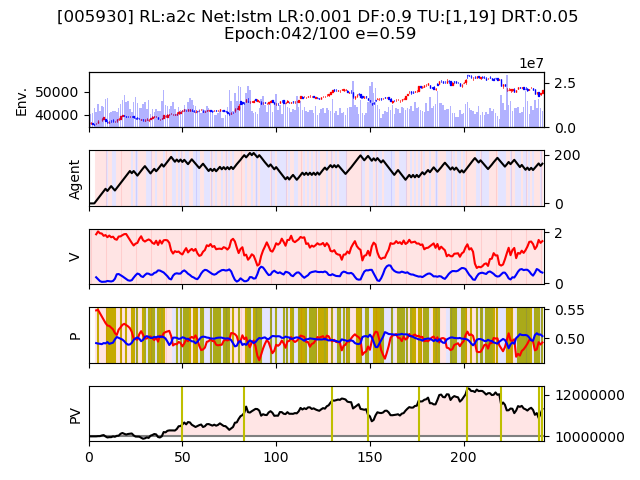 [005930] RL:a2c Net:lstm LR:0.001 DF:0.9 TU:[1,19] DRT:0.05
Epoch:042/100 e=0.59
1e7
Env.
50000
40000
2.5
0.0
Agent
200
0
V
2
0
P
0.55
0.50
PV
12000000
10000000
0
50
100
150
200